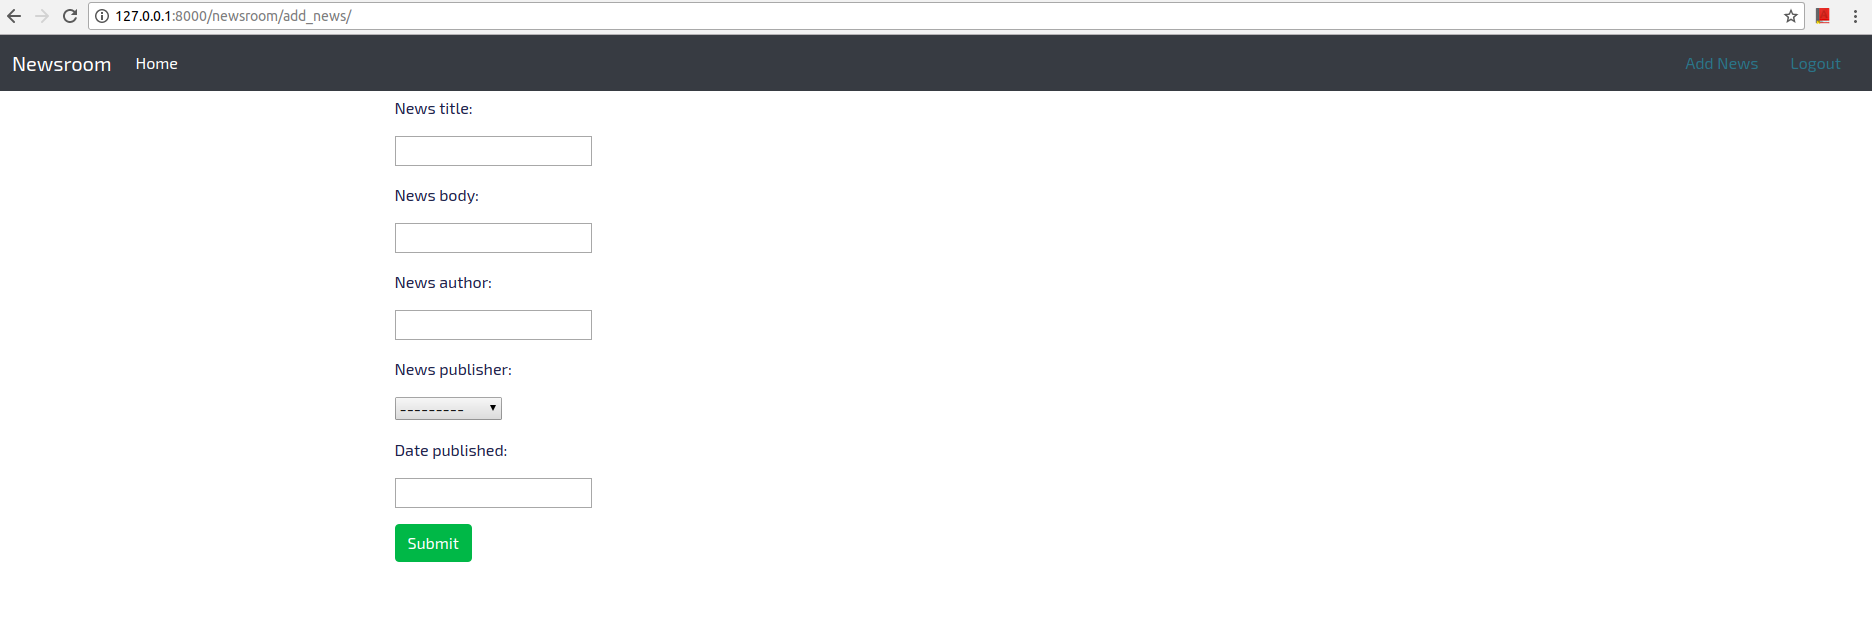 127.0.0.1:8000/newsroom/add_news/
Newsroom Home Add News Logout
News title:
News body:
News author:
News publisher:
---------
Date published:
Submit